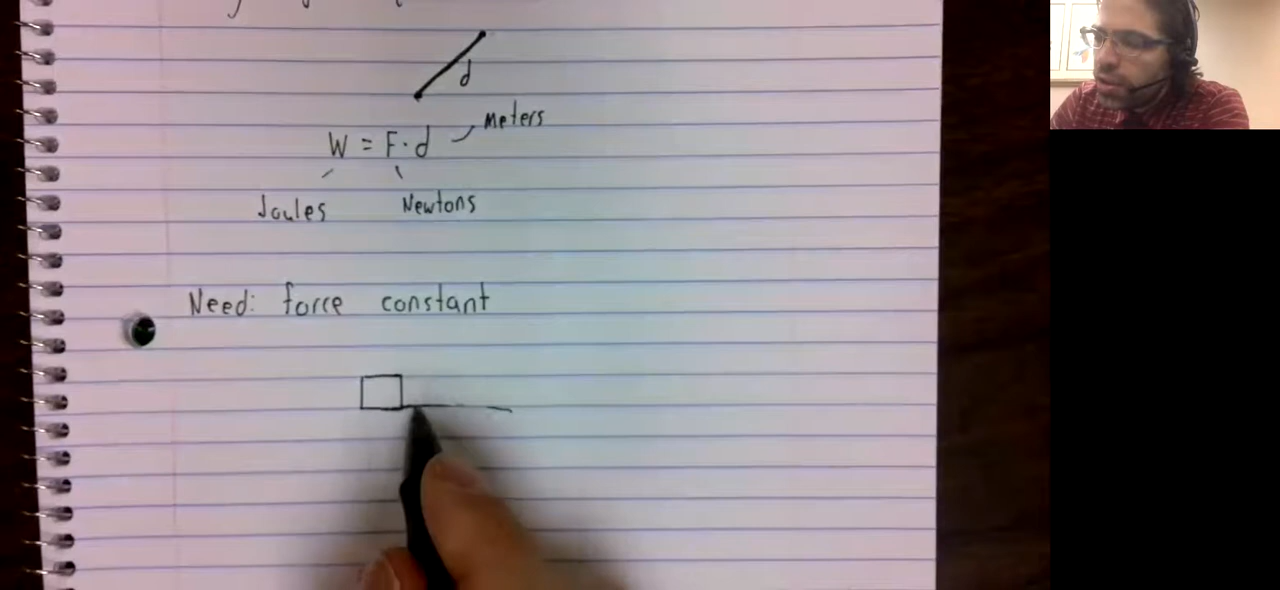 d
W = F·d
meters
Joules
Newtons
Need: force constant